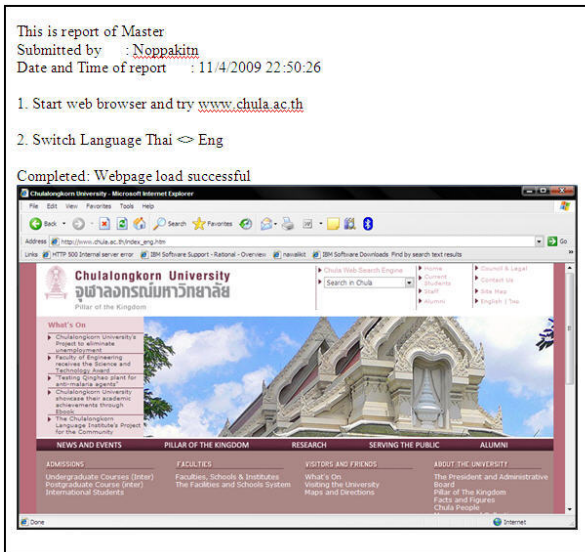 This is report of Master
Submitted by : Noppakitn
Date and Time of report : 11/4/2009 22:50:26
1. Start web browser and try www.chula.ac.th
2. Switch Language Thai <> Eng
Completed: Webpage load successful
Chulalongkorn University - Microsoft Internet Explorer
File Edit View Favorites Tools Help
Back Search Favorites
Address http://www.chula.ac.th/index_eng.htm Go
Links HTTP 500 Internal server error IBM Software Support - Rational - Overview nawakit IBM Software Downloads Find by search text results
Chulalongkorn University
จุฬาลงกรณ์มหาวิทยาลัย
Pillar of the Kingdom
Chula Web Search Engine
Search in Chula
Home
Current Students
Staff
Alumni
Council & Legal
Contact Us
Site Map
English | ไทย
What's On
Chulalongkorn University's
Project to eliminate
unemployment
Faculty of Engineering
receives the Science and
Technology Award
"Testing Qinghao plant for
anti-malaria agents"
Chulalongkorn University
showcase their academic
achievements through
Ebook
The Chulalongkorn
Language Institute's Project
for the Community
NEWS AND EVENTS PILLAR OF THE KINGDOM RESEARCH SERVING THE PUBLIC ALUMNI
ADMISSIONS
Undergraduate Courses (Inter)
Postgraduate Course (inter)
International Students
FACULTIES
Faculties, Schools & Institutes
The Faculties and Schools System
VISITORS AND FRIENDS
What's On
Visiting the University
Maps and Directions
ABOUT THE UNIVERSITY
The President and Administrative
Board
Pillar of The Kingdom
Facts and Figures
Chula People
Done Internet